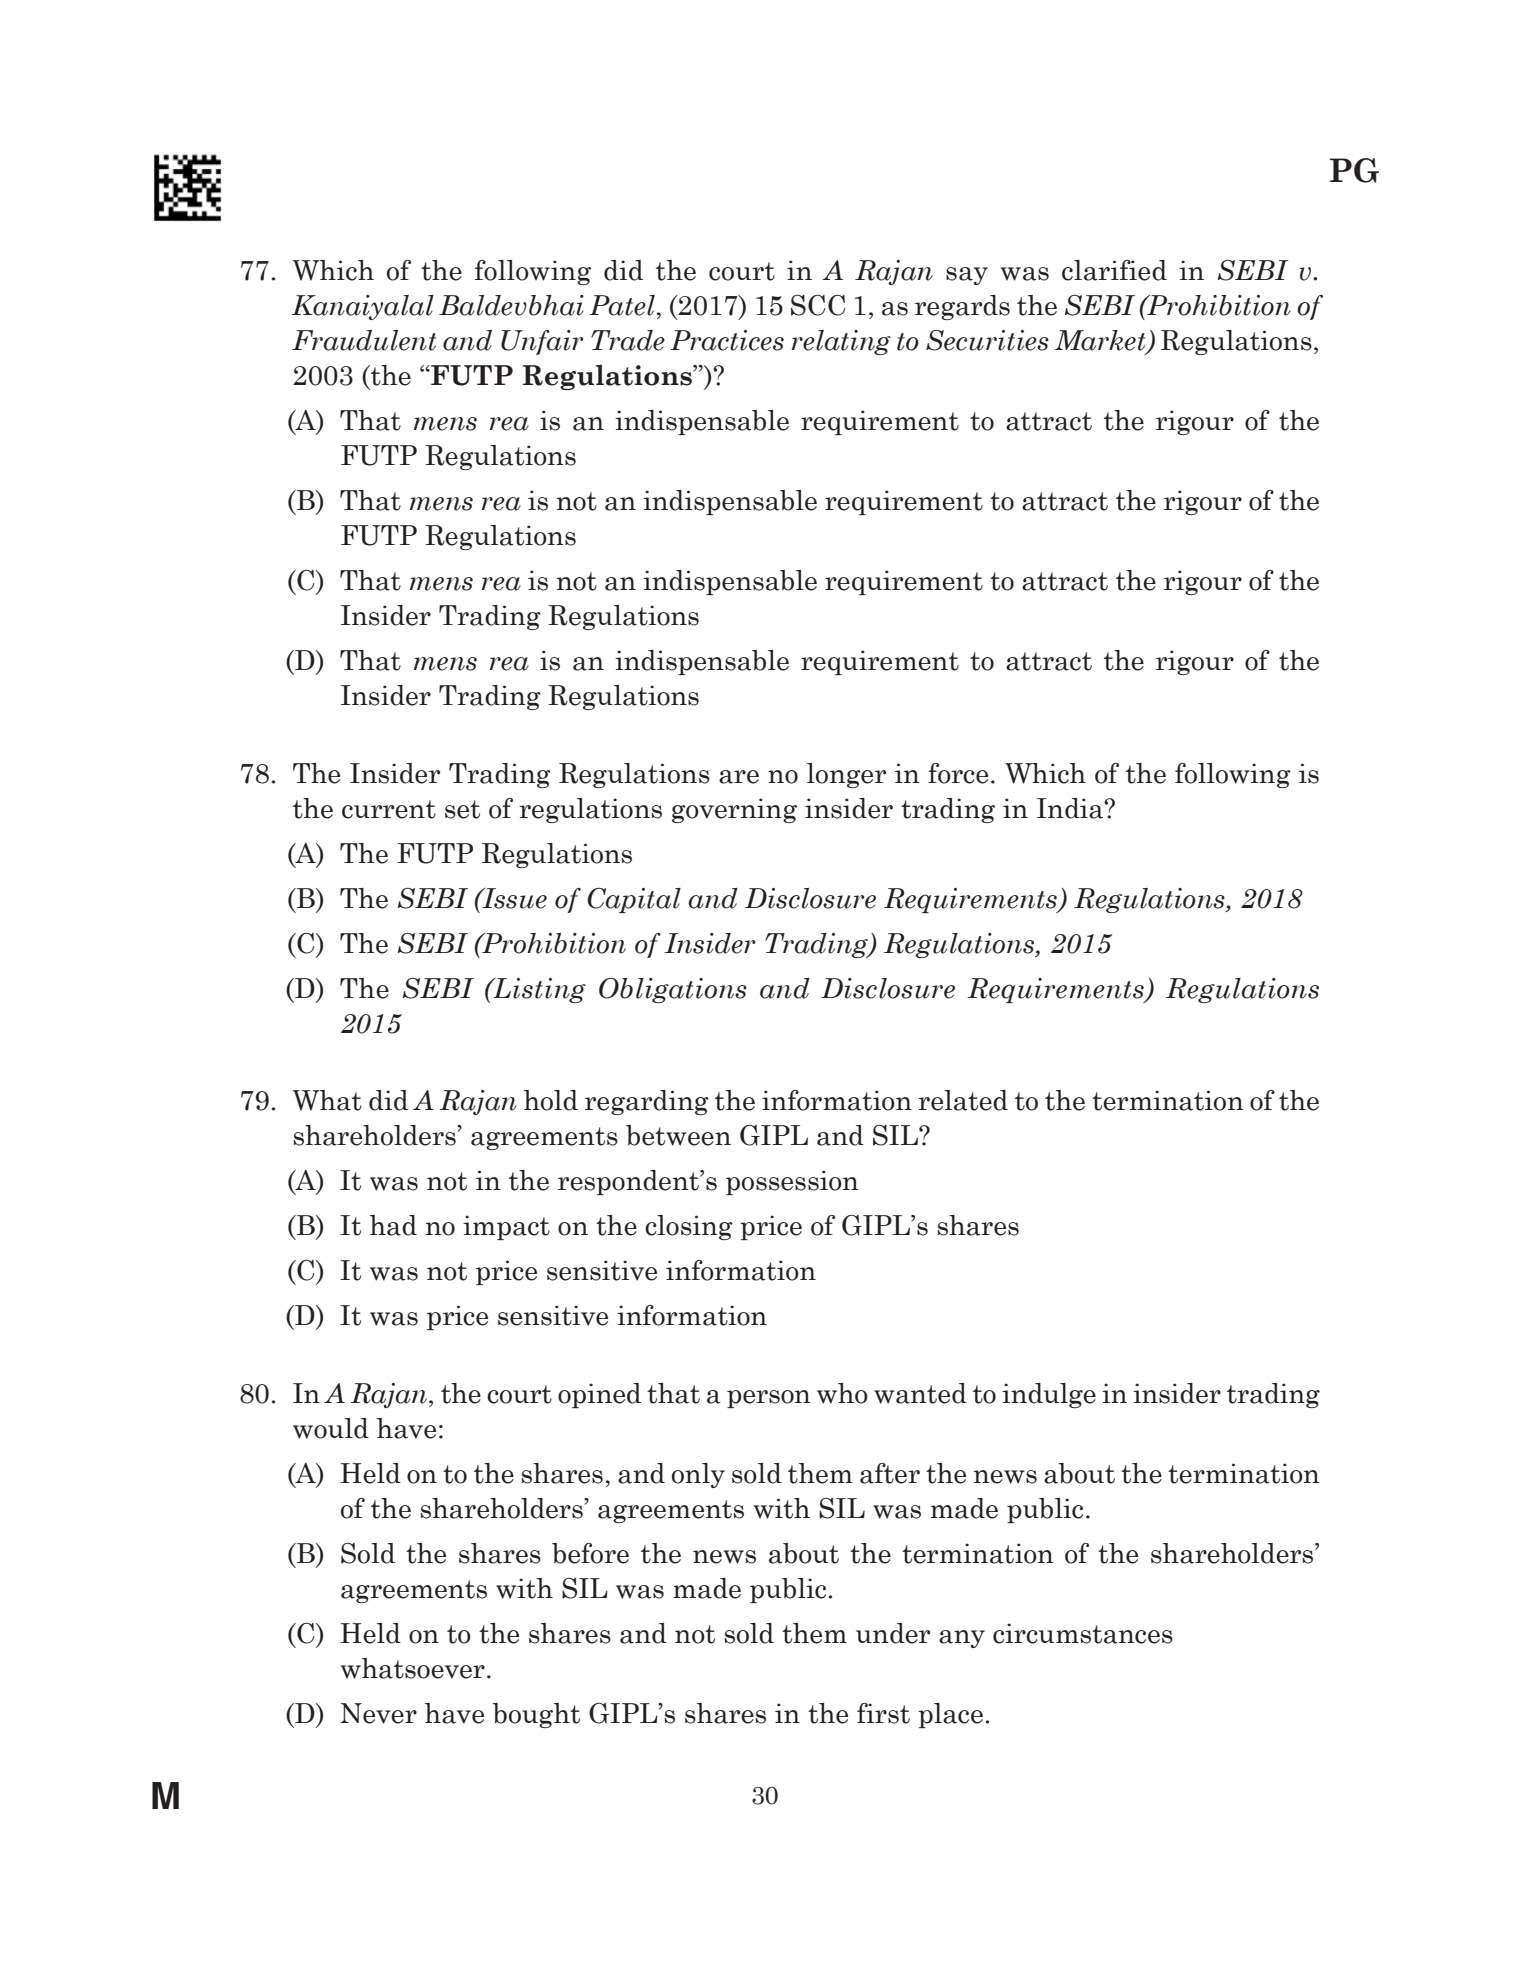 PG
77. Which of the following did the court in A Rajan say was clarified in SEBI v.
Kanaiyalal Baldevbhai Patel, (2017) 15 SCC 1, as regards the SEBI (Prohibition of
Fraudulent and Unfair Trade Practices relating to Securities Market) Regulations,
2003 (the “FUTP Regulations”)?
(A) That mens rea is an indispensable requirement to attract the rigour of the
FUTP Regulations
(B) That mens rea is not an indispensable requirement to attract the rigour of the
FUTP Regulations
(C) That mens rea is not an indispensable requirement to attract the rigour of the
Insider Trading Regulations
(D) That mens rea is an indispensable requirement to attract the rigour of the
Insider Trading Regulations
78. The Insider Trading Regulations are no longer in force. Which of the following is
the current set of regulations governing insider trading in India?
(A) The FUTP Regulations
(B) The SEBI (Issue of Capital and Disclosure Requirements) Regulations, 2018
(C) The SEBI (Prohibition of Insider Trading) Regulations, 2015
(D) The SEBI (Listing Obligations and Disclosure Requirements) Regulations
2015
79. What did A Rajan hold regarding the information related to the termination of the
shareholders’ agreements between GIPL and SIL?
(A) It was not in the respondent’s possession
(B) It had no impact on the closing price of GIPL’s shares
(C) It was not price sensitive information
(D) It was price sensitive information
80. In A Rajan, the court opined that a person who wanted to indulge in insider trading
would have:
(A) Held on to the shares, and only sold them after the news about the termination
of the shareholders’ agreements with SIL was made public.
(B) Sold the shares before the news about the termination of the shareholders’
agreements with SIL was made public.
(C) Held on to the shares and not sold them under any circumstances
whatsoever.
(D) Never have bought GIPL’s shares in the first place.
M
30